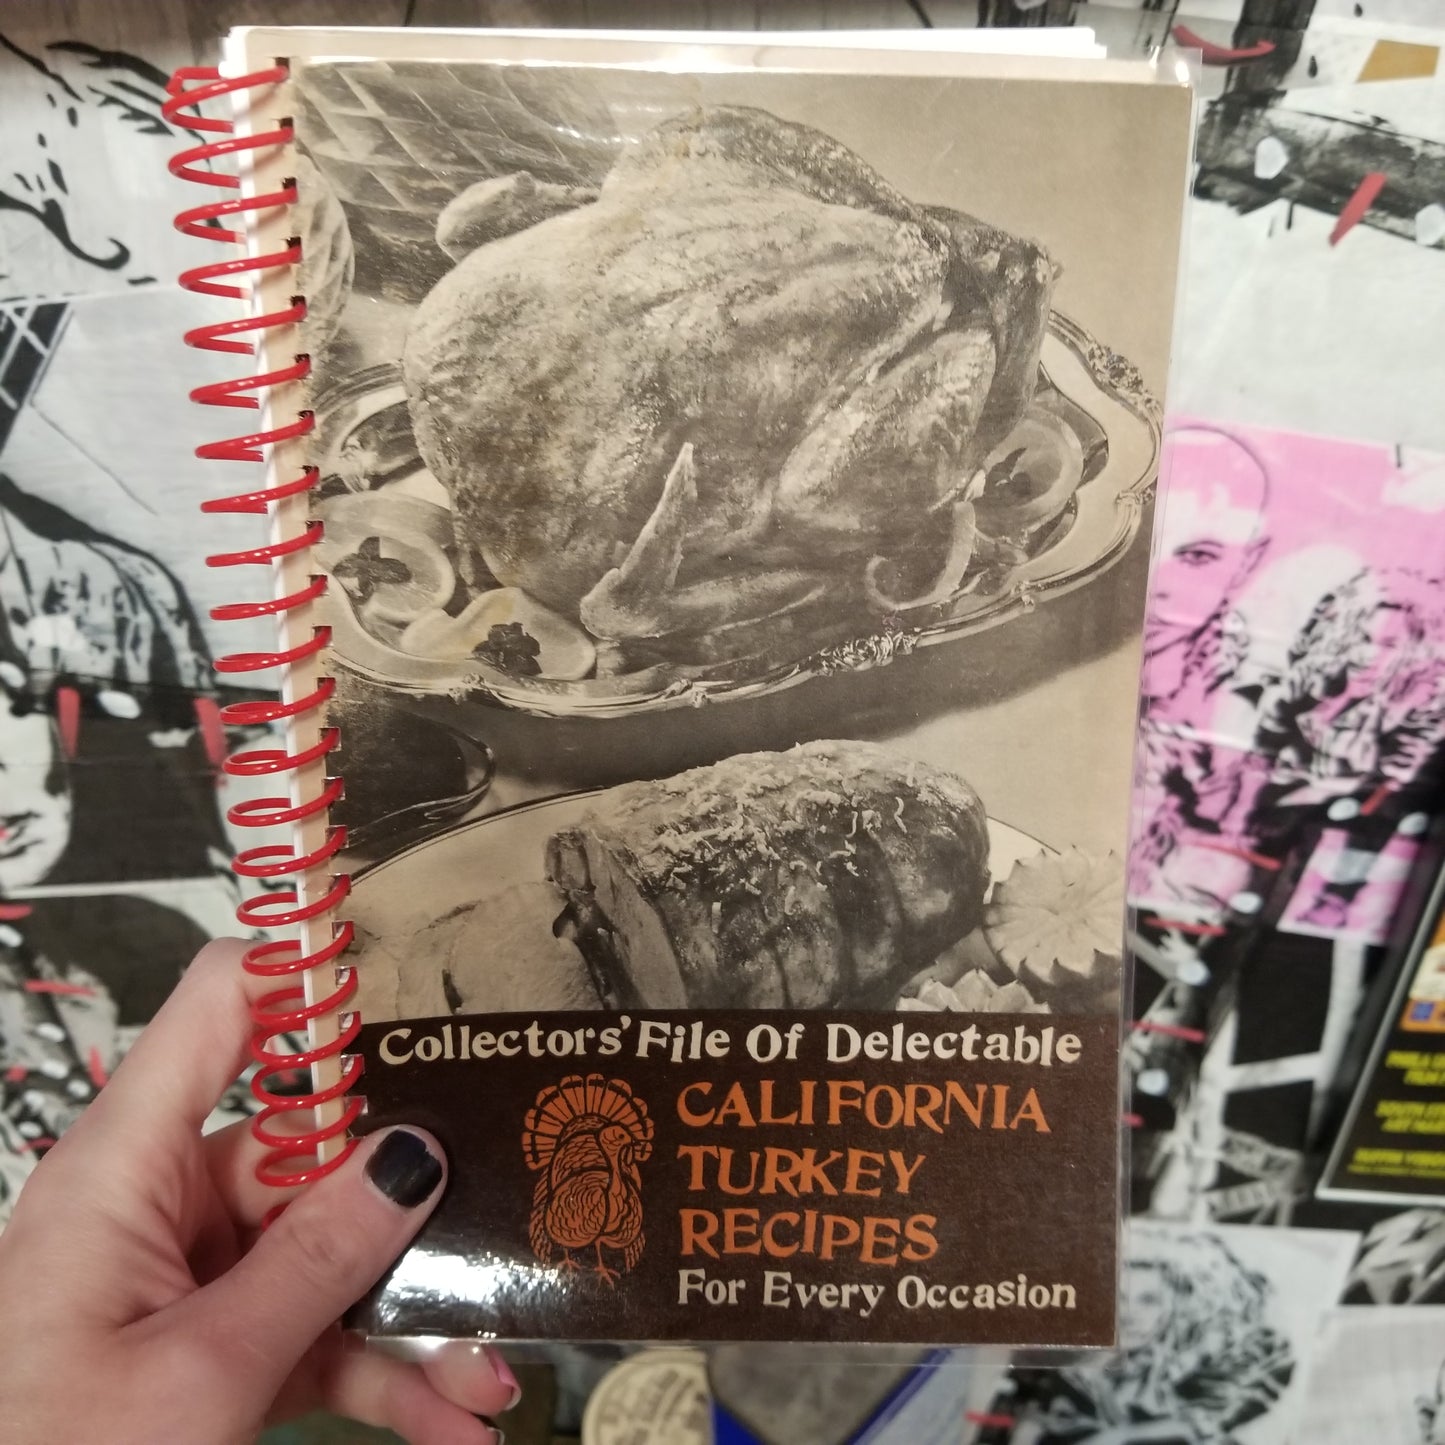 Collectors' File Of Delectable
CALIFORNIA
TURKEY
RECIPES
For Every Occasion